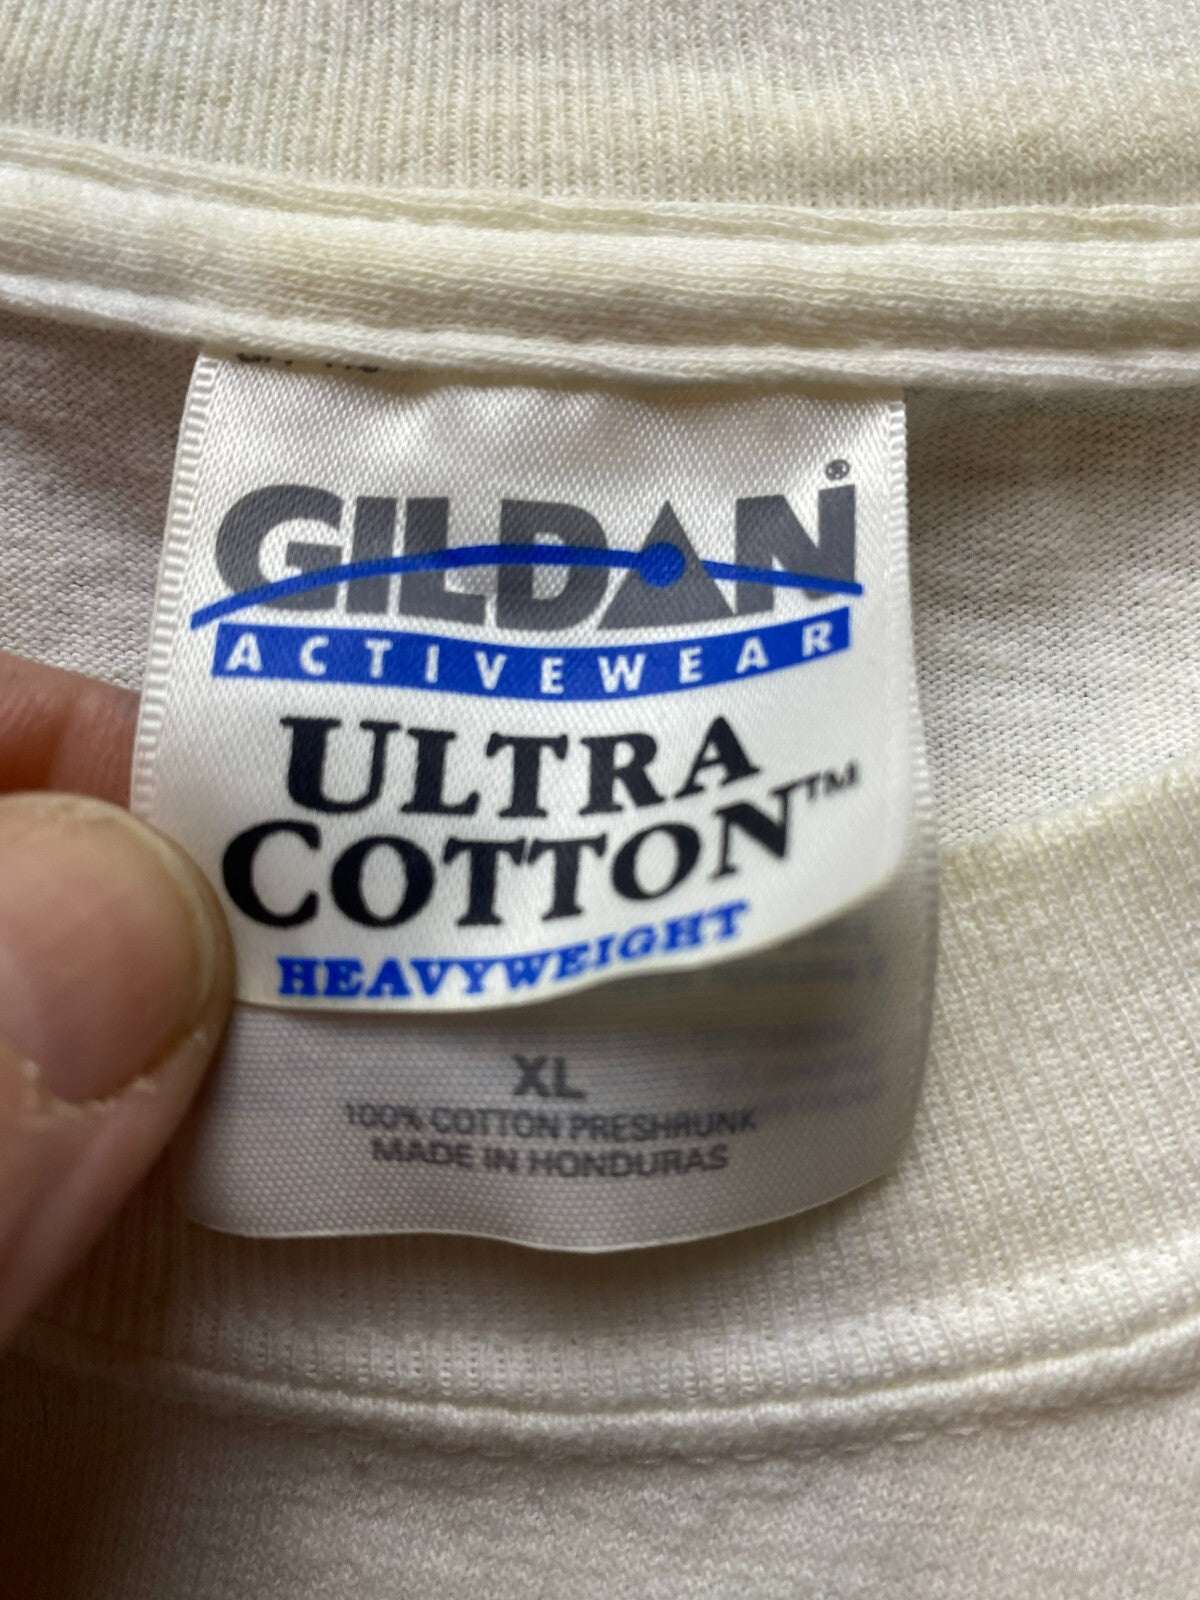 GILDAN®
ACTIVEWEAR
ULTRA
COTTON™
HEAVYWEIGHT
XL
100% COTTON PRESHRUNK
MADE IN HONDURAS